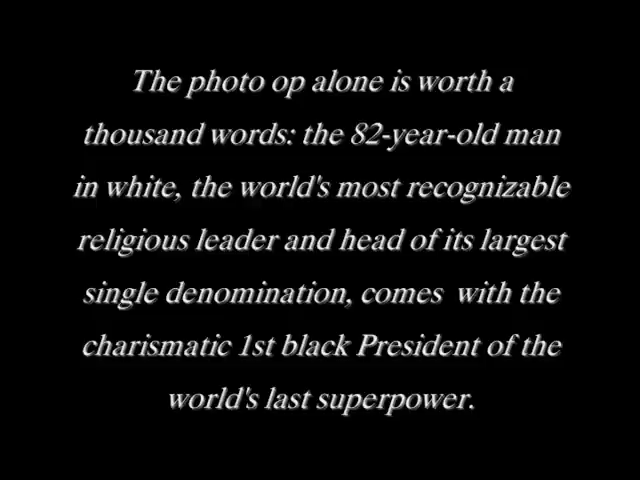 The photo op alone is worth a
thousand words: the 82-year-old man
in white, the world's most recognizable
religious leader and head of its largest
single denomination, comes  with the
charismatic 1st black President of the
world's last superpower.